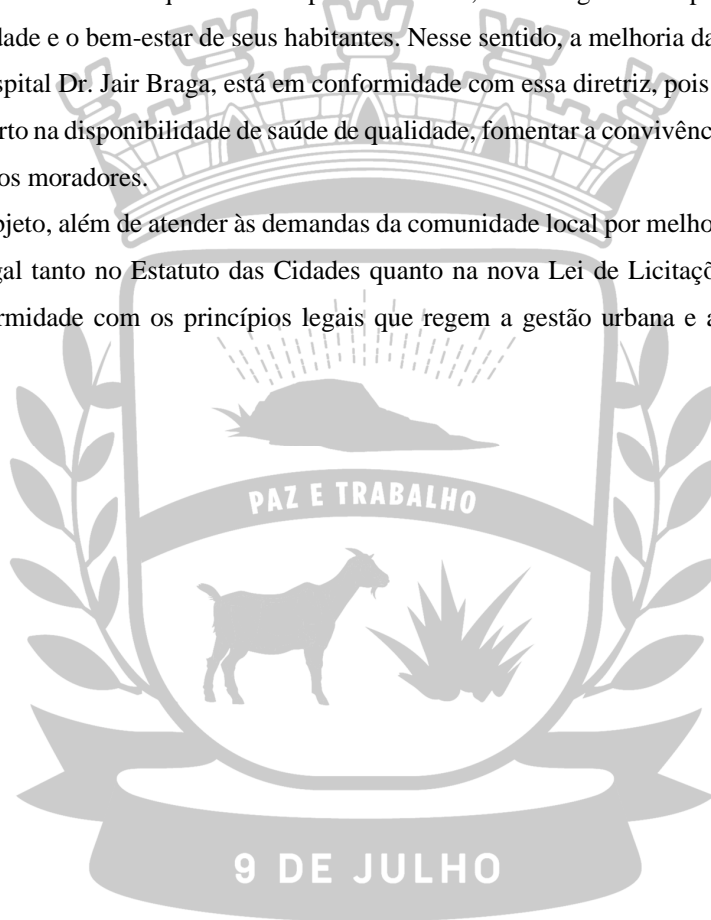 dade e o bem-estar de seus habitantes. Nesse sentido, a melhoria da
spital Dr. Jair Braga, está em conformidade com essa diretriz, pois
rto na disponibilidade de saúde de qualidade, fomentar a convivênc
os moradores.
bjeto, além de atender às demandas da comunidade local por melho
gal tanto no Estatuto das Cidades quanto na nova Lei de Licitaçõ
rmidade com os princípios legais que regem a gestão urbana e a
PAZ E TRABALHO
9 DE JULHO